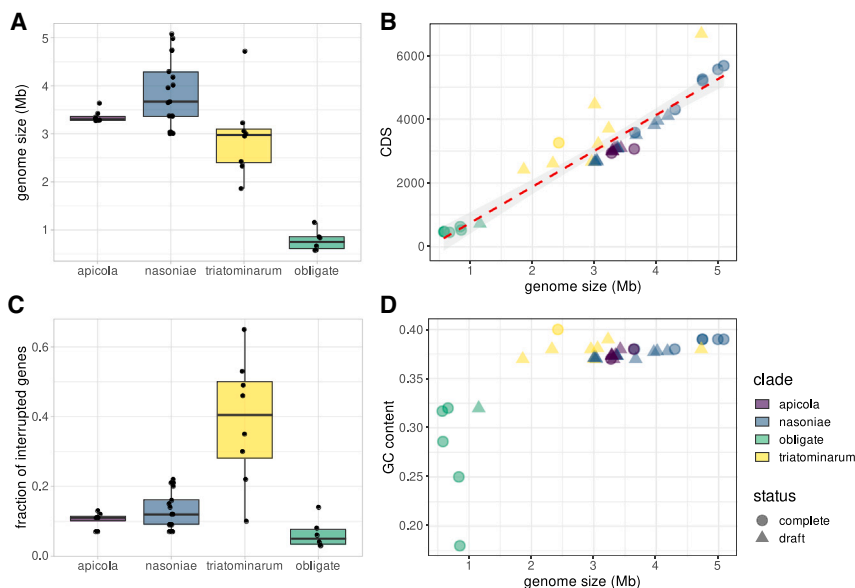 A
genome size (Mb)
5
4
3
2
1
apicola nasoniae triatominarum obligate
B
CDS
6000
4000
2000
0
1 2 3 4 5
genome size (Mb)
C
fraction of interrupted genes
0.6
0.4
0.2
0.0
apicola nasoniae triatominarum obligate
D
GC content
0.40
0.35
0.30
0.25
0.20
1 2 3 4 5
genome size (Mb)
clade
apicola
nasoniae
obligate
triatominarum
status
complete
draft